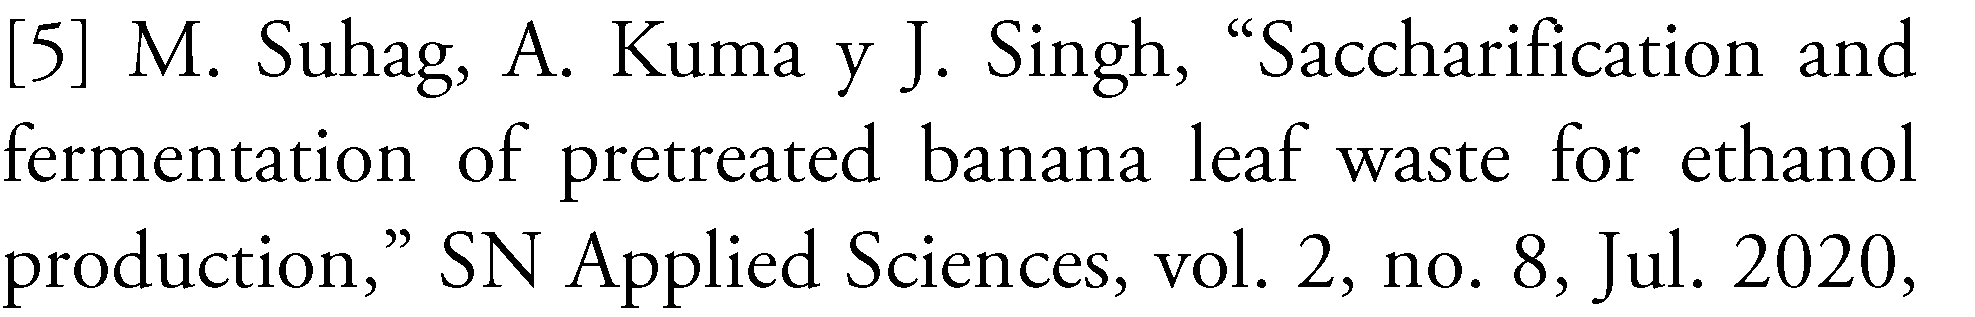 [5] M. Suhag, A. Kuma y J. Singh, “Saccharification and
fermentation of pretreated banana leaf waste for ethanol
production,” SN Applied Sciences, vol. 2, no. 8, Jul. 2020,